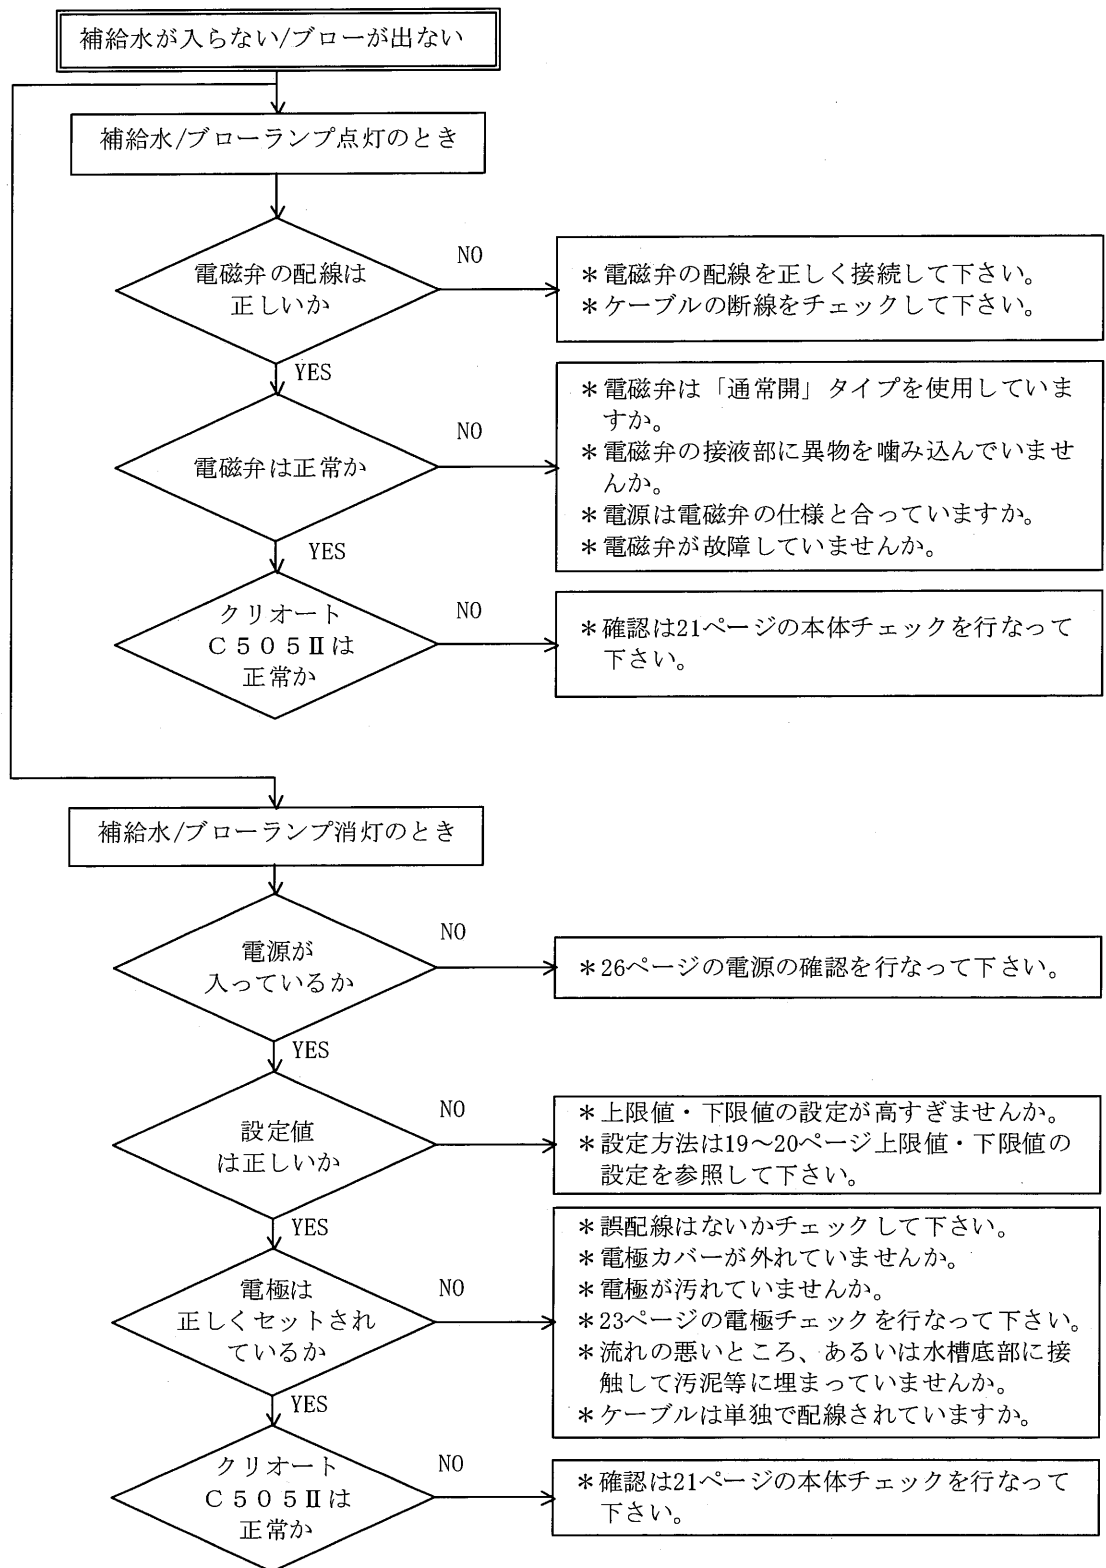 補給水が入らない/ブローが出ない
補給水/ブローランプ点灯のとき
電磁弁の配線は
正しいか
NO
＊電磁弁の配線を正しく接続して下さい。
＊ケーブルの断線をチェックして下さい。
YES
電磁弁は正常か
NO
＊電磁弁は「通常開」タイプを使用していま
すか。
＊電磁弁の接液部に異物を噛み込んでいませ
んか。
＊電源は電磁弁の仕様と合っていますか。
＊電磁弁が故障していませんか。
YES
クリオート
Ｃ５０５Ⅱは
正常か
NO
＊確認は21ページの本体チェックを行なって
下さい。
補給水/ブローランプ消灯のとき
電源が
入っているか
NO
＊26ページの電源の確認を行なって下さい。
YES
設定値
は正しいか
NO
＊上限値・下限値の設定が高すぎませんか。
＊設定方法は19～20ページ上限値・下限値の
設定を参照して下さい。
YES
電極は
正しくセットされ
ているか
NO
＊誤配線はないかチェックして下さい。
＊電極カバーが外れていませんか。
＊電極が汚れていませんか。
＊23ページの電極チェックを行なって下さい。
＊流れの悪いところ、あるいは水槽底部に接
触して汚泥等に埋まっていませんか。
＊ケーブルは単独で配線されていますか。
YES
クリオート
Ｃ５０５Ⅱは
正常か
NO
＊確認は21ページの本体チェックを行なって
下さい。